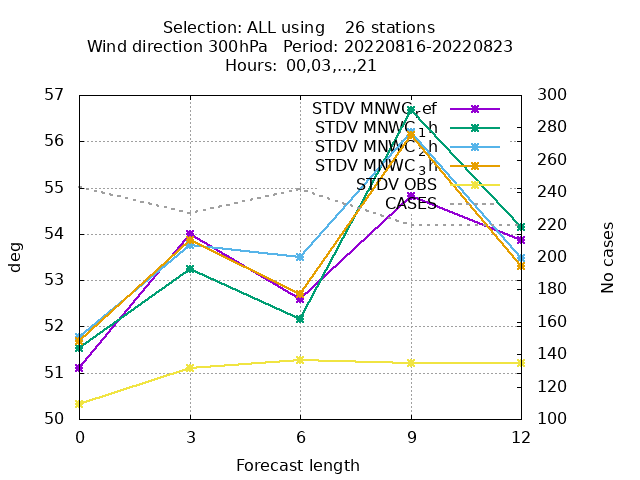 Selection: ALL using    26 stations
Wind direction 300hPa   Period: 20220816-20220823
Hours: 00,03,...,21
57
56
55
54
53
52
51
50
300
280
260
240
220
200
180
160
140
120
100
deg
No cases
STDV MNWC_ref
STDV MNWC_1h
STDV MNWC_2h
STDV MNWC_3h
STDV OBS
CASES
0
3
6
9
12
Forecast length